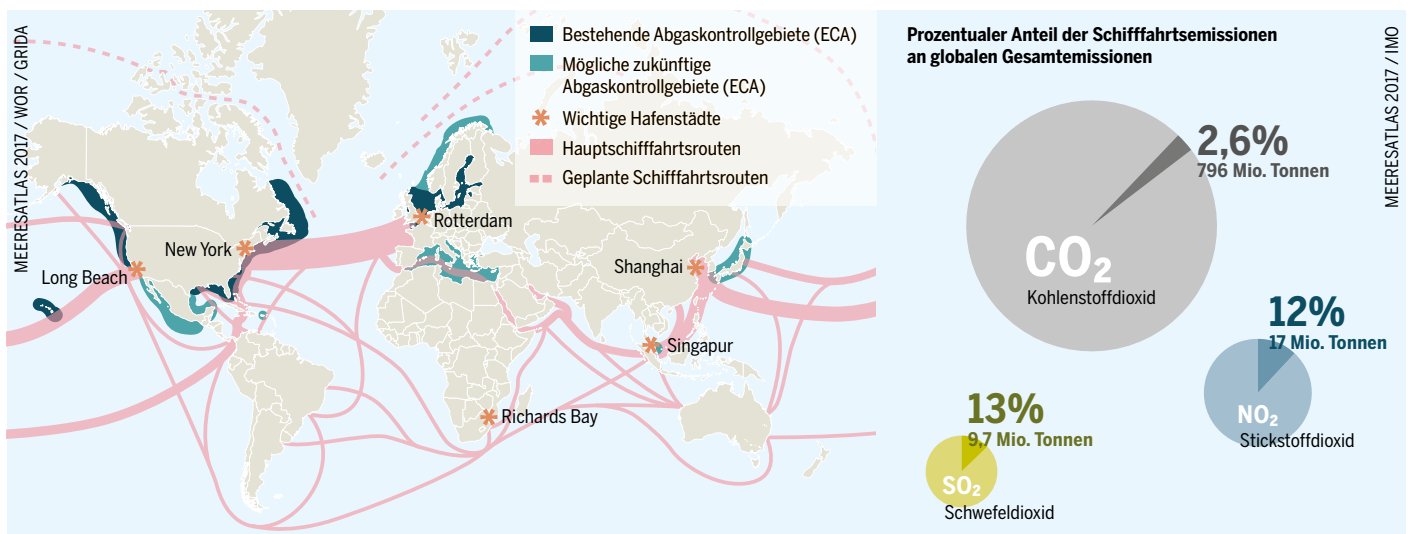 MEERESATLAS 2017 / WOR / GRIDA
Bestehende Abgaskontrollgebiete (ECA)
Mögliche zukünftige
Abgaskontrollgebiete (ECA)
Wichtige Hafenstädte
Hauptschifffahrtsrouten
Geplante Schifffahrtsrouten
Rotterdam
New York
Long Beach
Shanghai
Singapur
Richards Bay
Prozentualer Anteil der Schifffahrtsemissionen
an globalen Gesamtemissionen
MEERESATLAS 2017 / IMO
2,6%
796 Mio. Tonnen
CO₂
Kohlenstoffdioxid
12%
17 Mio. Tonnen
NO₂
Stickstoffdioxid
13%
9,7 Mio. Tonnen
SO₂
Schwefeldioxid